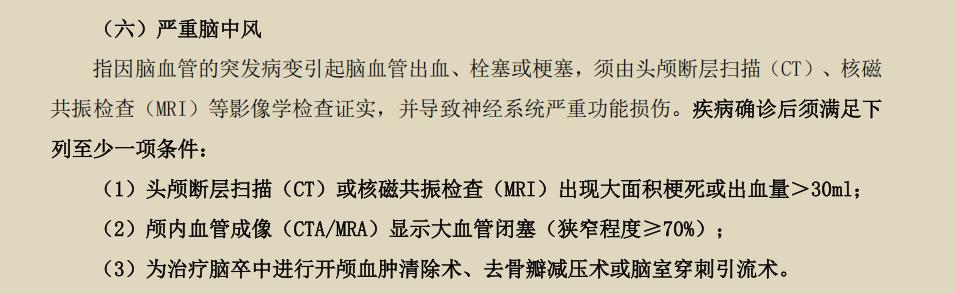 （六）严重脑中风
指因脑血管的突发病变引起脑血管出血、栓塞或梗塞，须由头颅断层扫描（CT）、核磁
共振检查（MRI）等影像学检查证实，并导致神经系统严重功能损伤。疾病确诊后须满足下
列至少一项条件：
（1）头颅断层扫描（CT）或核磁共振检查（MRI）出现大面积梗死或出血量＞30ml；
（2）颅内血管成像（CTA/MRA）显示大血管闭塞（狭窄程度≥70%）；
（3）为治疗脑卒中进行开颅血肿清除术、去骨瓣减压术或脑室穿刺引流术。